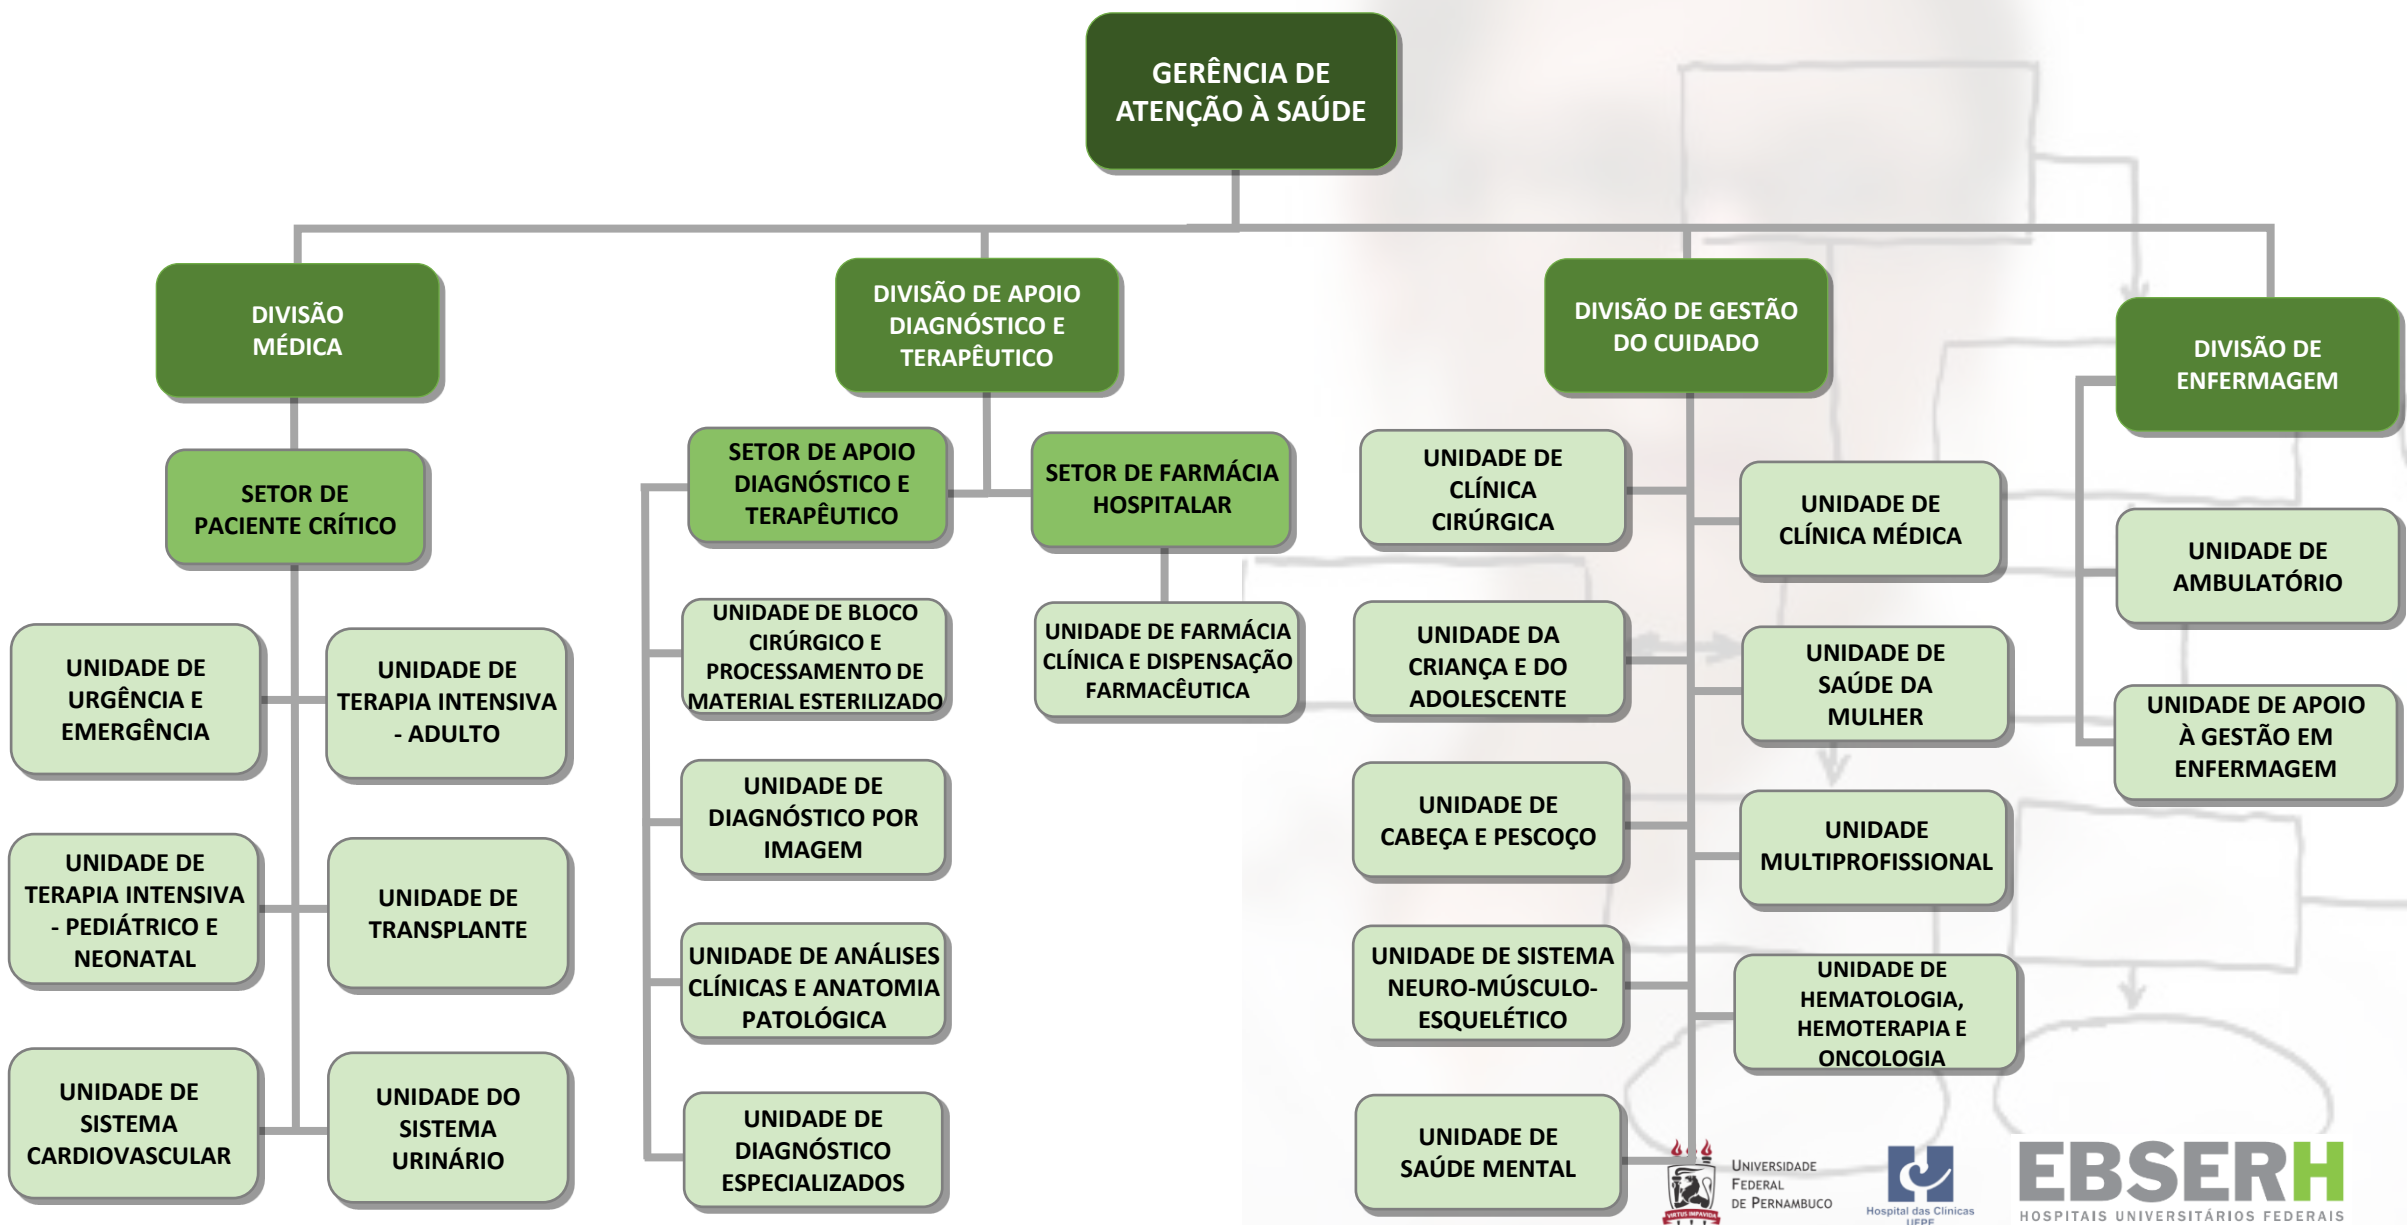 GERÊNCIA DE
ATENÇÃO À SAÚDE
DIVISÃO
MÉDICA
DIVISÃO DE APOIO
DIAGNÓSTICO E
TERAPÊUTICO
DIVISÃO DE GESTÃO
DO CUIDADO
DIVISÃO DE
ENFERMAGEM
SETOR DE
PACIENTE CRÍTICO
UNIDADE DE
URGÊNCIA E
EMERGÊNCIA
UNIDADE DE
TERAPIA INTENSIVA
- ADULTO
UNIDADE DE
TERAPIA INTENSIVA
- PEDIÁTRICO E
NEONATAL
UNIDADE DE
TRANSPLANTE
UNIDADE DE
SISTEMA
CARDIOVASCULAR
UNIDADE DO
SISTEMA
URINÁRIO
SETOR DE APOIO
DIAGNÓSTICO E
TERAPÊUTICO
UNIDADE DE BLOCO
CIRÚRGICO E
PROCESSAMENTO DE
MATERIAL ESTERILIZADO
UNIDADE DE
DIAGNÓSTICO POR
IMAGEM
UNIDADE DE ANÁLISES
CLÍNICAS E ANATOMIA
PATOLÓGICA
UNIDADE DE
DIAGNÓSTICO
ESPECIALIZADOS
SETOR DE FARMÁCIA
HOSPITALAR
UNIDADE DE FARMÁCIA
CLÍNICA E DISPENSAÇÃO
FARMACÊUTICA
UNIDADE DE
CLÍNICA
CIRÚRGICA
UNIDADE DE
CLÍNICA MÉDICA
UNIDADE DA
CRIANÇA E DO
ADOLESCENTE
UNIDADE DE
SAÚDE DA
MULHER
UNIDADE DE
CABEÇA E PESCOÇO
UNIDADE
MULTIPROFISSIONAL
UNIDADE DE SISTEMA
NEURO-MÚSCULO-
ESQUELÉTICO
UNIDADE DE
HEMATOLOGIA,
HEMOTERAPIA E
ONCOLOGIA
UNIDADE DE
SAÚDE MENTAL
UNIDADE DE
AMBULATÓRIO
UNIDADE DE APOIO
À GESTÃO EM
ENFERMAGEM
VIRTUS IMPAVIDA
UNIVERSIDADE
FEDERAL
DE PERNAMBUCO
Hospital das Clínicas
UFPE
EBSERH
HOSPITAIS UNIVERSITÁRIOS FEDERAIS